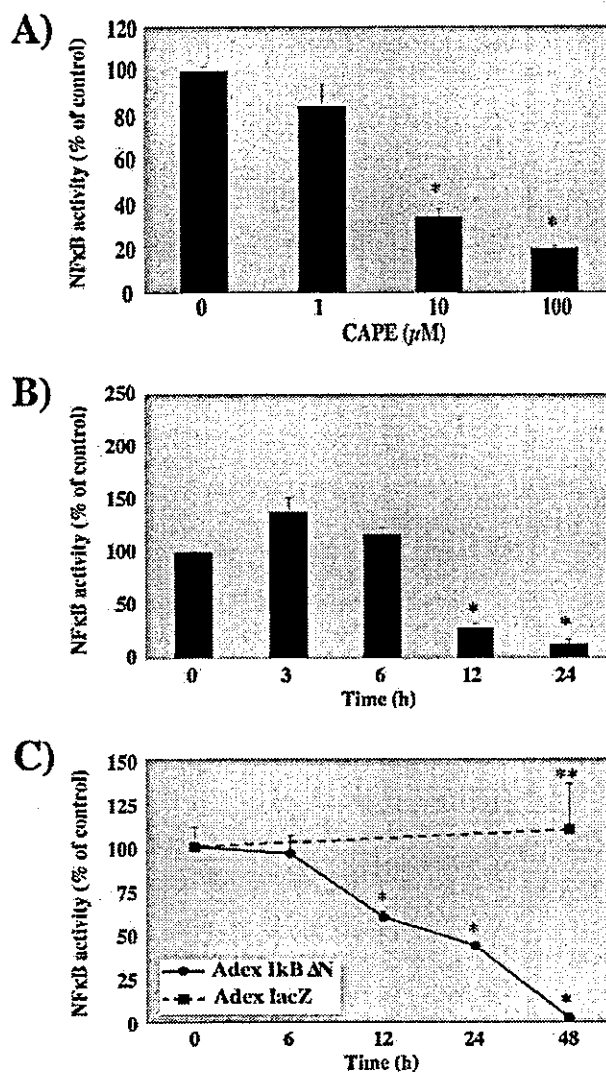 A)
NFκB activity (% of control)
120
100
80
60
40
20
0
*
*
0 1 10 100
CAPE (µM)
B)
NFκB activity (% of control)
250
200
150
100
50
0
*
*
0 3 6 12 24
Time (h)
C)
NFκB activity (% of control)
150
125
100
75
50
25
0
**
*
*
*
Adex IkB ΔN
Adex lacZ
0 6 12 24 48
Time (h)